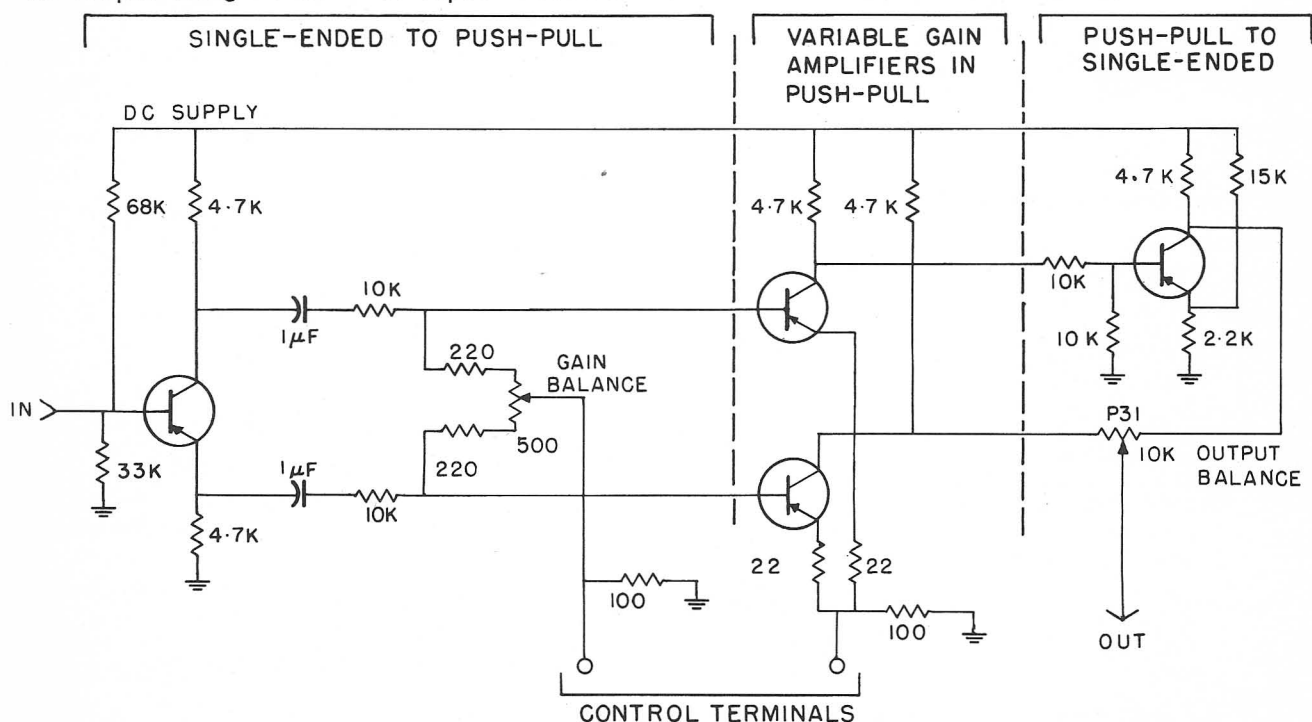 SINGLE-ENDED TO PUSH-PULL
VARIABLE GAIN
AMPLIFIERS IN
PUSH-PULL
PUSH-PULL TO
SINGLE-ENDED
DC SUPPLY
68K
4.7K
4.7K
4.7K
4.7K
15K
10K
1µF
10K
10K
2.2K
220
GAIN
BALANCE
IN
500
P31
10K
OUTPUT
BALANCE
33K
1µF
220
10K
4.7K
22
22
100
100
OUT
CONTROL TERMINALS